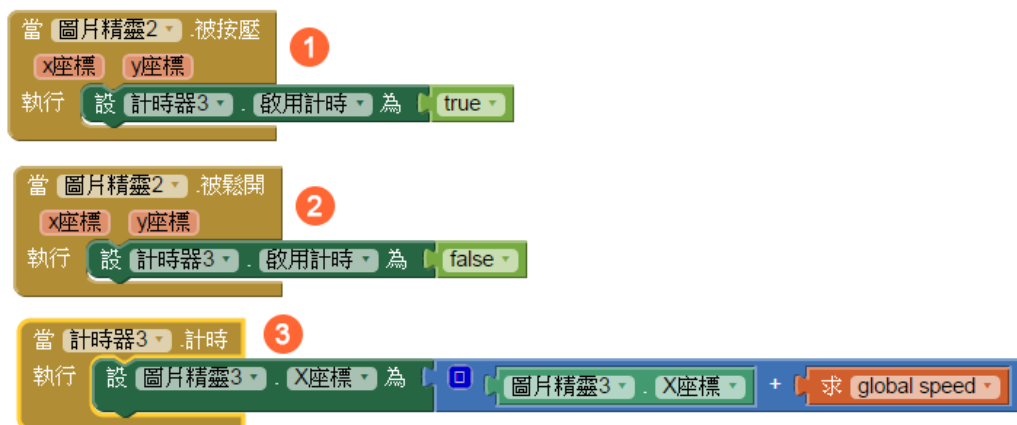 當 圖片精靈2 .被按壓
1
x座標 y座標
執行 設 計時器3 . 啟用計時 為 true
當 圖片精靈2 .被鬆開
2
x座標 y座標
執行 設 計時器3 . 啟用計時 為 false
當 計時器3 .計時
3
執行 設 圖片精靈3 . X座標 為 圖片精靈3 . X座標 + 求 global speed